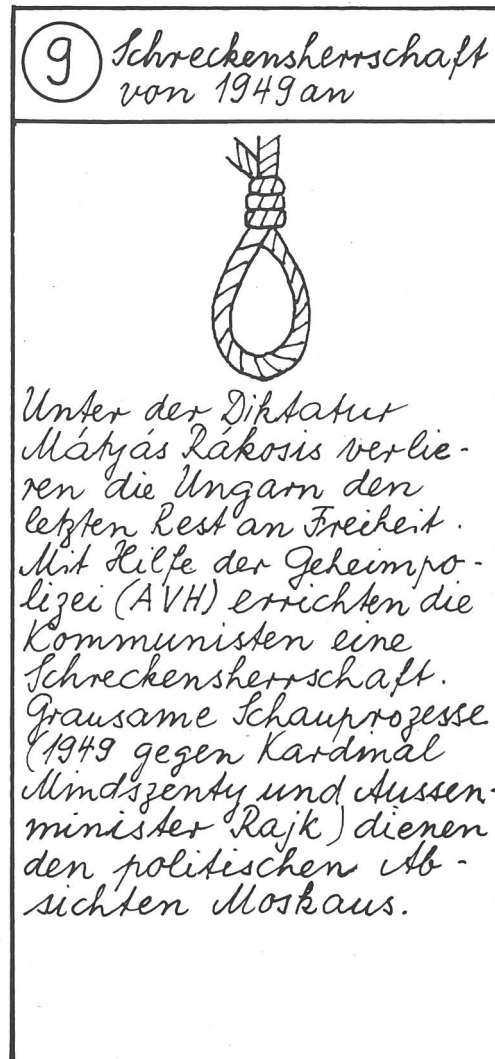 9 Schreckensherrschaft
von 1949 an
Unter der Diktatur
Mátyás Rákosis verlie-
ren die Ungarn den
letzten Rest an Freiheit.
Mit Hilfe der Geheimpo-
lizei (AVH) errichten die
Kommunisten eine
Schreckensherrschaft.
Grausame Schauprozesse
(1949 gegen Kardinal
Mindszenty und Aussen-
minister Rajk) dienen
den politischen Ab-
sichten Moskaus.